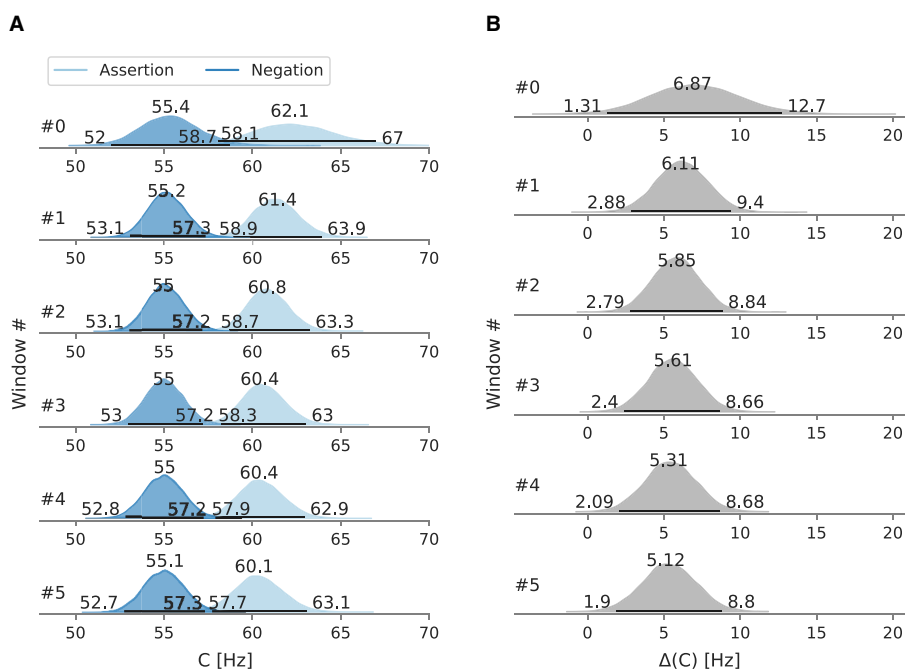 A
B
Assertion Negation
Window #
#0
52 55.4 58.7 58.1 62.1 67
50 55 60 65 70
#1
53.1 55.2 57.3 58.9 61.4 63.9
50 55 60 65 70
#2
53.1 55 57.2 58.7 60.8 63.3
50 55 60 65 70
#3
53 55 57.2 58.3 60.4 63
50 55 60 65 70
#4
52.8 55 57.2 57.9 60.4 62.9
50 55 60 65 70
#5
52.7 55.1 57.3 57.7 60.1 63.1
50 55 60 65 70
C [Hz]
Window #
#0
1.31 6.87 12.7
0 5 10 15 20
#1
2.88 6.11 9.4
0 5 10 15 20
#2
2.79 5.85 8.84
0 5 10 15 20
#3
2.4 5.61 8.66
0 5 10 15 20
#4
2.09 5.31 8.68
0 5 10 15 20
#5
1.9 5.12 8.8
0 5 10 15 20
Δ(C) [Hz]